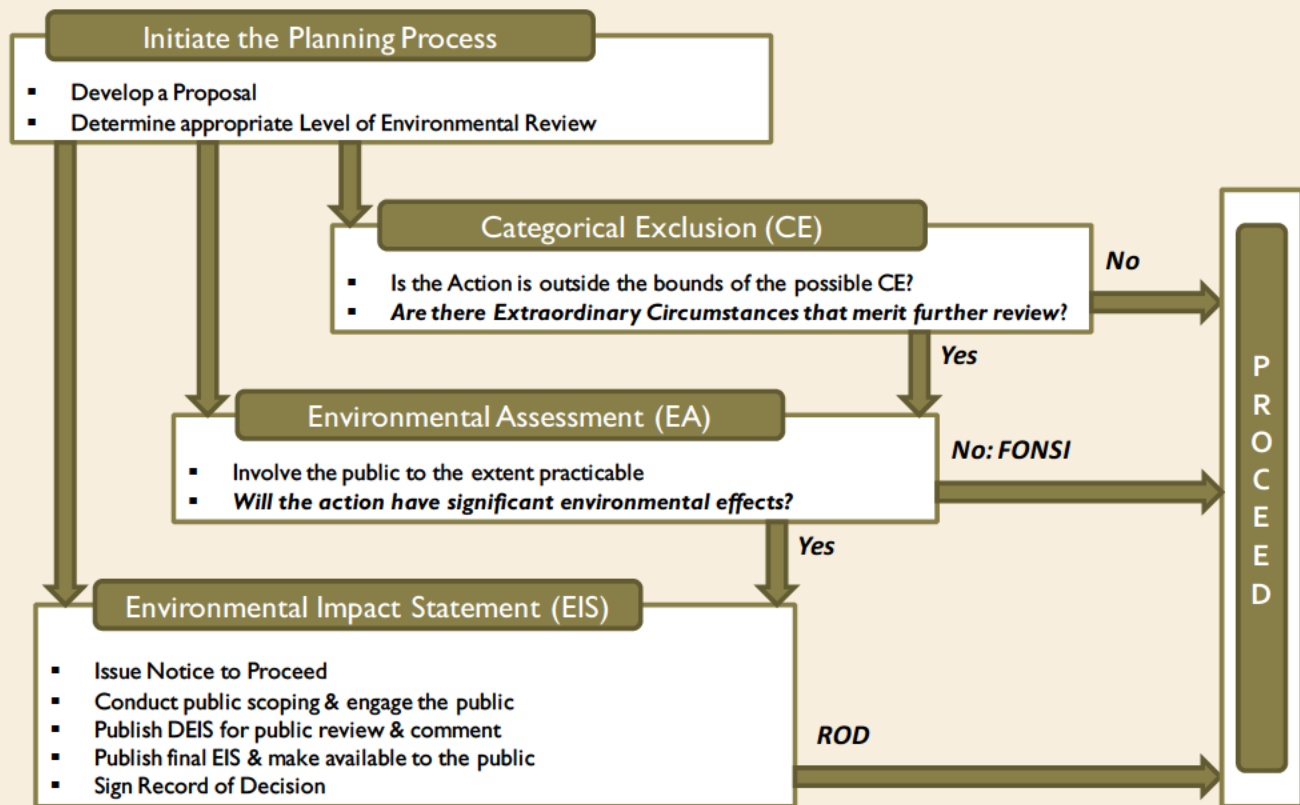 Initiate the Planning Process
▪ Develop a Proposal
▪ Determine appropriate Level of Environmental Review
Categorical Exclusion (CE)
▪ Is the Action is outside the bounds of the possible CE?
▪ Are there Extraordinary Circumstances that merit further review?
No
Yes
Environmental Assessment (EA)
▪ Involve the public to the extent practicable
▪ Will the action have significant environmental effects?
No: FONSI
Yes
Environmental Impact Statement (EIS)
▪ Issue Notice to Proceed
▪ Conduct public scoping & engage the public
▪ Publish DEIS for public review & comment
▪ Publish final EIS & make available to the public
▪ Sign Record of Decision
ROD
PROCEED